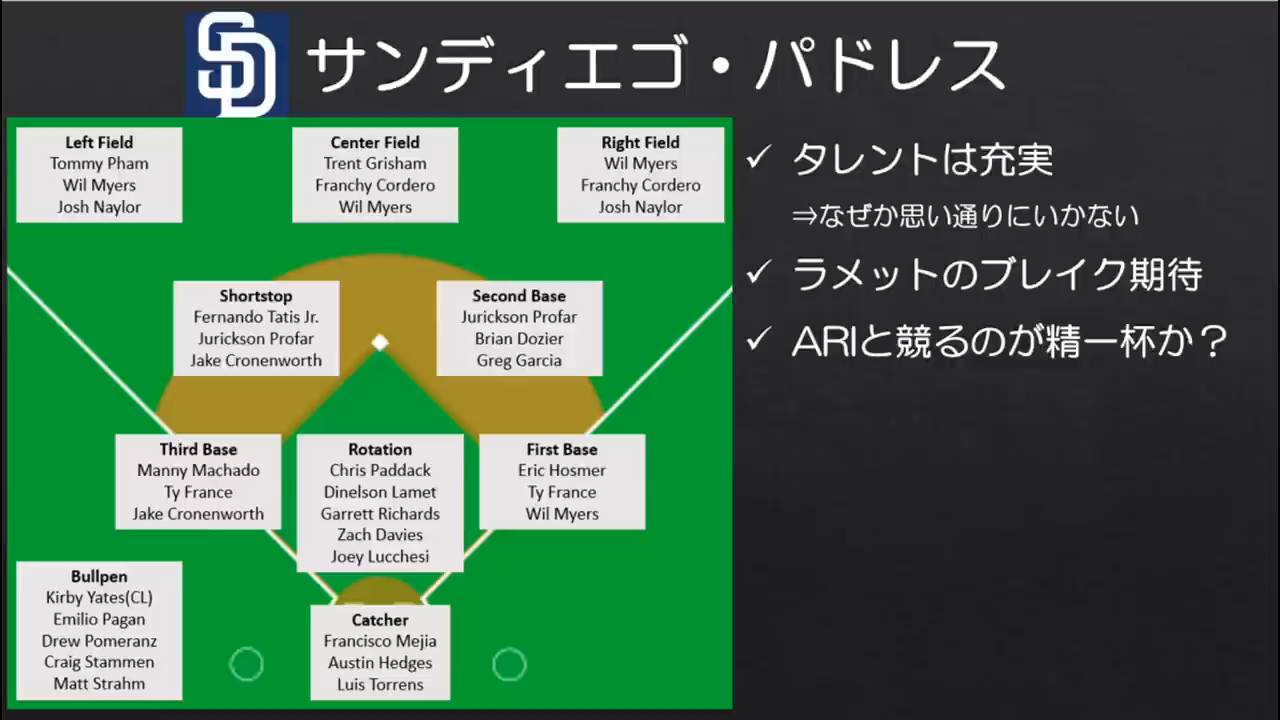 SD サンディエゴ・パドレス
Left Field
Tommy Pham
Wil Myers
Josh Naylor
Center Field
Trent Grisham
Franchy Cordero
Wil Myers
Right Field
Wil Myers
Franchy Cordero
Josh Naylor
Shortstop
Fernando Tatis Jr.
Jurickson Profar
Jake Cronenworth
Second Base
Jurickson Profar
Brian Dozier
Greg Garcia
Third Base
Manny Machado
Ty France
Jake Cronenworth
Rotation
Chris Paddack
Dinelson Lamet
Garrett Richards
Zach Davies
Joey Lucchesi
First Base
Eric Hosmer
Ty France
Wil Myers
Bullpen
Kirby Yates(CL)
Emilio Pagan
Drew Pomeranz
Craig Stammen
Matt Strahm
Catcher
Francisco Mejia
Austin Hedges
Luis Torrens
✓ タレントは充実
⇒なぜか思い通りにいかない
✓ ラメットのブレイク期待
✓ ARIと競るのが精一杯か？